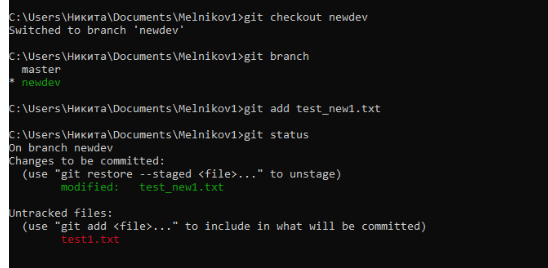 C:\Users\Никита\Documents\Melnikov1>git checkout newdev
Switched to branch 'newdev'
C:\Users\Никита\Documents\Melnikov1>git branch
master
* newdev
C:\Users\Никита\Documents\Melnikov1>git add test_new1.txt
C:\Users\Никита\Documents\Melnikov1>git status
On branch newdev
Changes to be committed:
(use "git restore --staged <file>..." to unstage)
modified:   test_new1.txt
Untracked files:
(use "git add <file>..." to include in what will be committed)
test1.txt